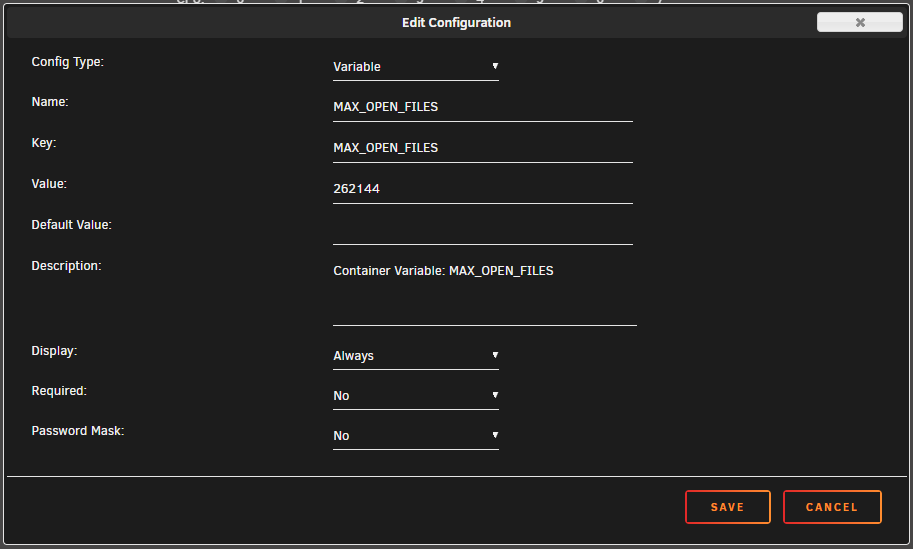 Edit Configuration
Config Type:
Variable
Name:
MAX_OPEN_FILES
Key:
MAX_OPEN_FILES
Value:
262144
Default Value:
Description:
Container Variable: MAX_OPEN_FILES
Display:
Always
Required:
No
Password Mask:
No
SAVE
CANCEL